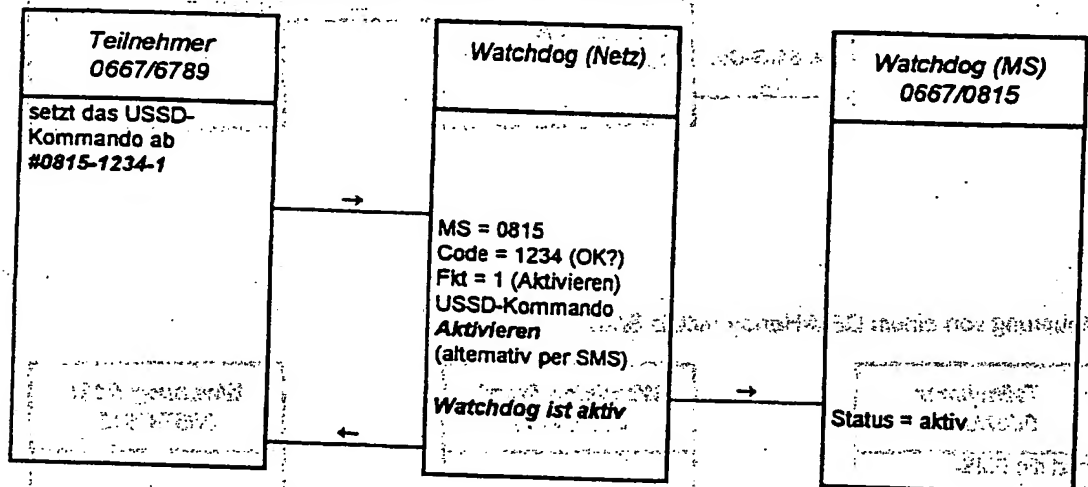 Teilnehmer
0667/6789
setzt das USSD-
Kommando ab
#0815-1234-1
→
←
Watchdog (Netz)
MS = 0815
Code = 1234 (OK?)
Fkt = 1 (Aktivieren)
USSD-Kommando
Aktivieren
(alternativ per SMS)
Watchdog ist aktiv
→
Watchdog (MS)
0667/0815
Status = aktiv